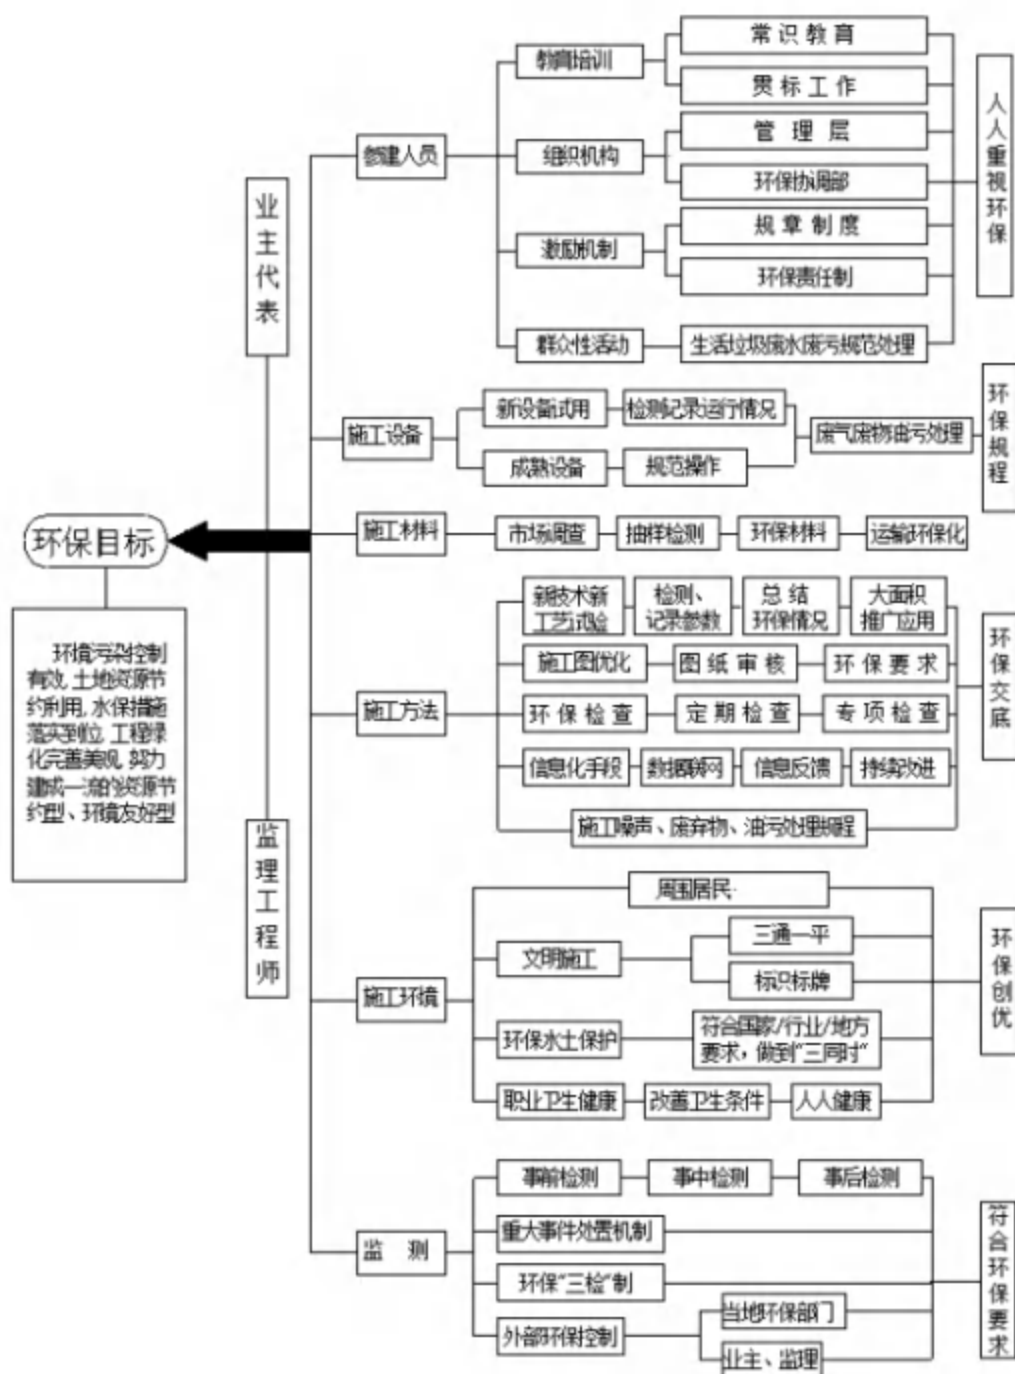 常识教育
教育培训
贯标工作
人人重视环保
管理层
参建人员
组织机构
环保协调部
业主代表
规章制度
激励机制
环保责任制
群众性活动
生活垃圾废水废污规范处理
新设备试用
检测记录运行情况
环保规程
施工设备
废气废物油污处理
成熟设备
规范操作
环保目标
施工材料
市场调查
抽样检测
环保材料
运输环保化
环境污染控制
有效,土地资源节
约利用,水保措施
落实到位,工程绿
化完善美观,努力
建成一流的资源节
约型、环境友好型
新技术新
工艺试验
检测、
记录参数
总结
环保情况
大面积
推广应用
环保交底
施工图优化
图纸审核
环保要求
施工方法
环保检查
定期检查
专项检查
信息化手段
数据联网
信息反馈
持续改进
施工噪声、废弃物、油污处理规程
监理工程师
周围居民.
三通一平
文明施工
标识标牌
环保创优
施工环境
环保水土保护
符合国家/行业/地方
要求，做到"三同时"
职业卫生健康
改善卫生条件
人人健康
事前检测
事中检测
事后检测
重大事件处置机制
监测
符合环保要求
环保"三检"制
当地环保部门
外部环保控制
业主、监理